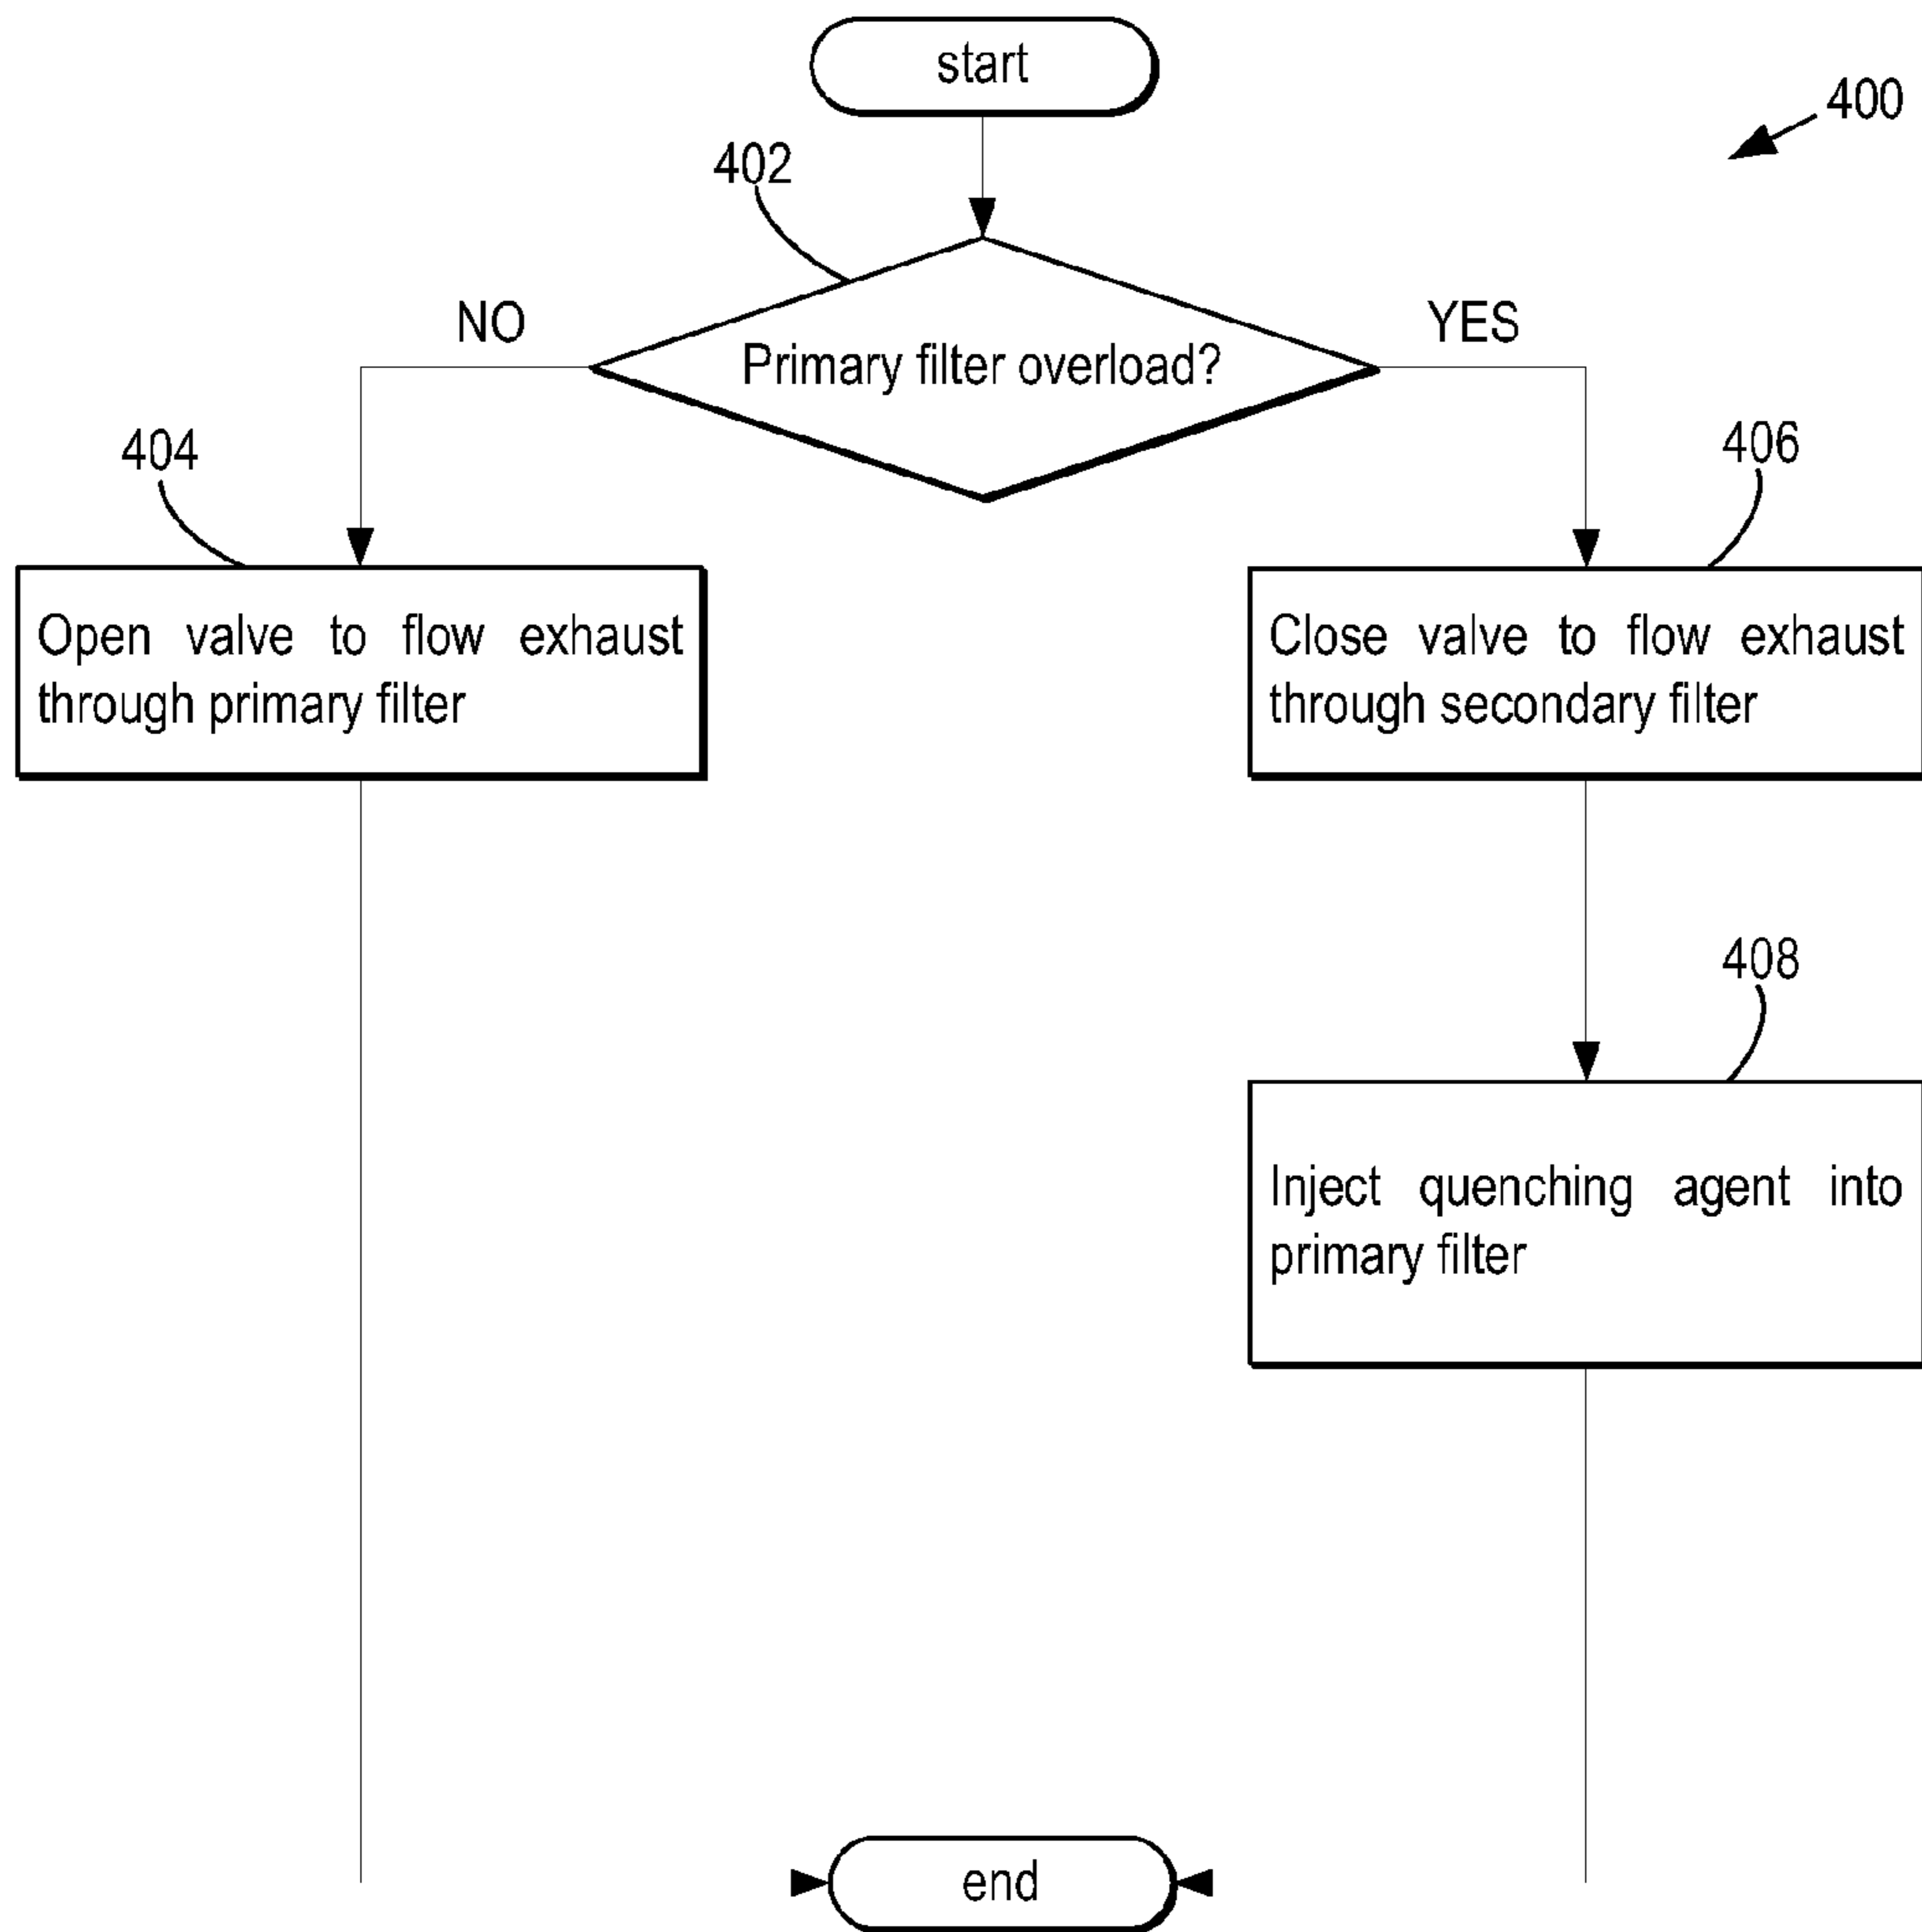 start
400
402
NO
YES
Primary filter overload?
404
406
Open valve to flow exhaust
through primary filter
Close valve to flow exhaust
through secondary filter
408
Inject quenching agent into
primary filter
end